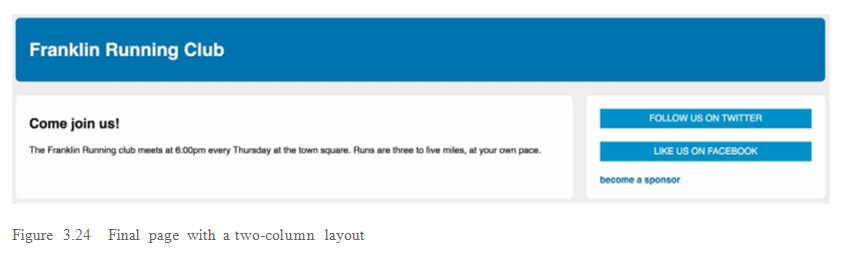 Franklin Running Club
Come join us!
The Franklin Running club meets at 6:00pm every Thursday at the town square. Runs are three to five miles, at your own pace.
FOLLOW US ON TWITTER
LIKE US ON FACEBOOK
become a sponsor
Figure 3.24 Final page with a two-column layout